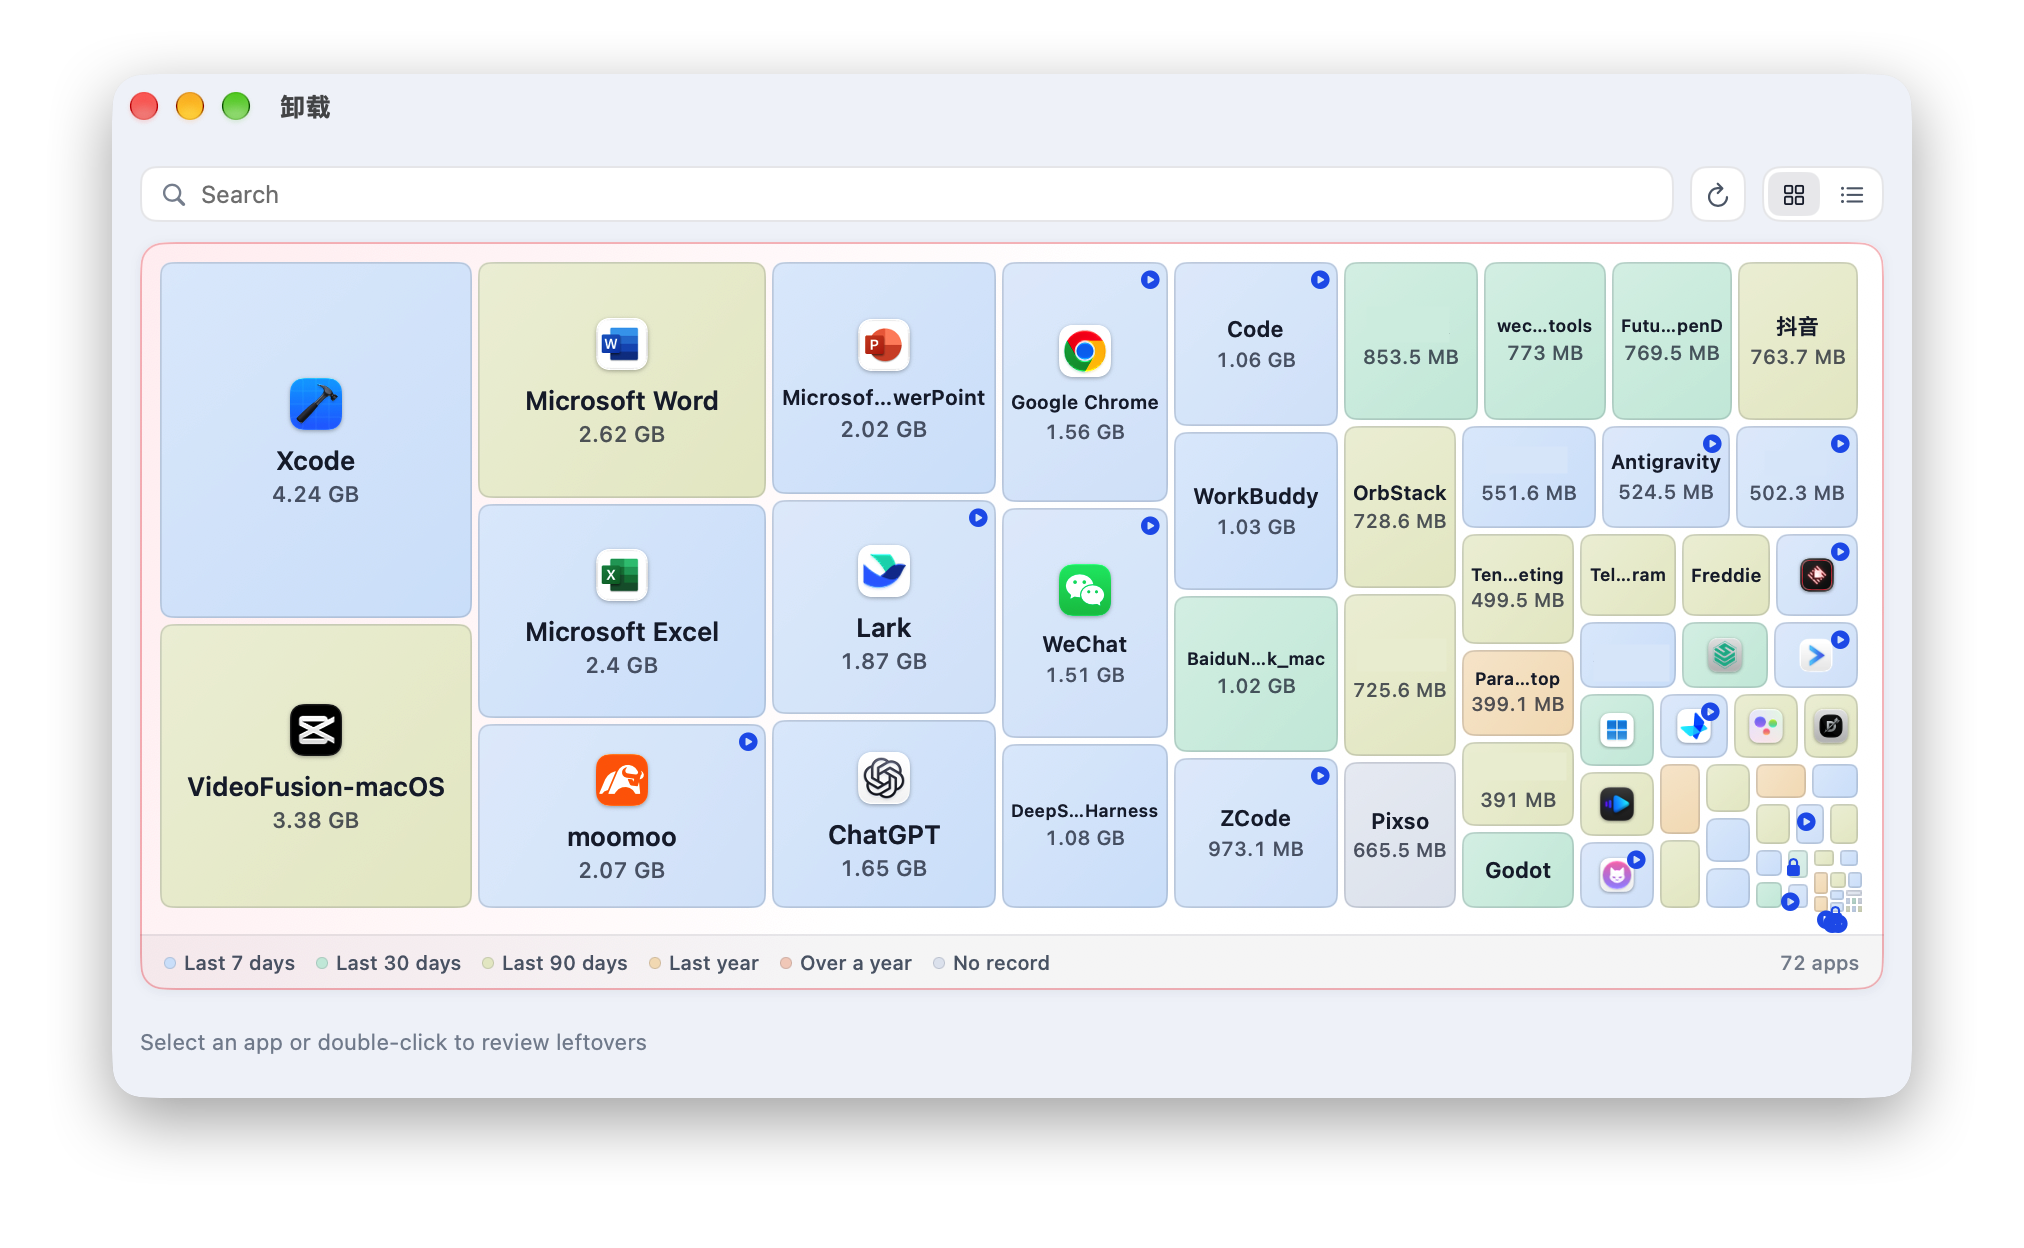 卸载
Search
Xcode
4.24 GB
VideoFusion-macOS
3.38 GB
Microsoft Word
2.62 GB
Microsoft Excel
2.4 GB
moomoo
2.07 GB
Microsof...werPoint
2.02 GB
Lark
1.87 GB
ChatGPT
1.65 GB
Google Chrome
1.56 GB
WeChat
1.51 GB
DeepS...Harness
1.08 GB
Code
1.06 GB
WorkBuddy
1.03 GB
BaiduN...k_mac
1.02 GB
ZCode
973.1 MB
853.5 MB
wec...tools
773 MB
Futu...penD
769.5 MB
抖音
763.7 MB
OrbStack
728.6 MB
725.6 MB
Pixso
665.5 MB
551.6 MB
Antigravity
524.5 MB
502.3 MB
Ten...eting
499.5 MB
Tel...ram
Freddie
Para...top
399.1 MB
391 MB
Godot
Last 7 days
Last 30 days
Last 90 days
Last year
Over a year
No record
72 apps
Select an app or double-click to review leftovers